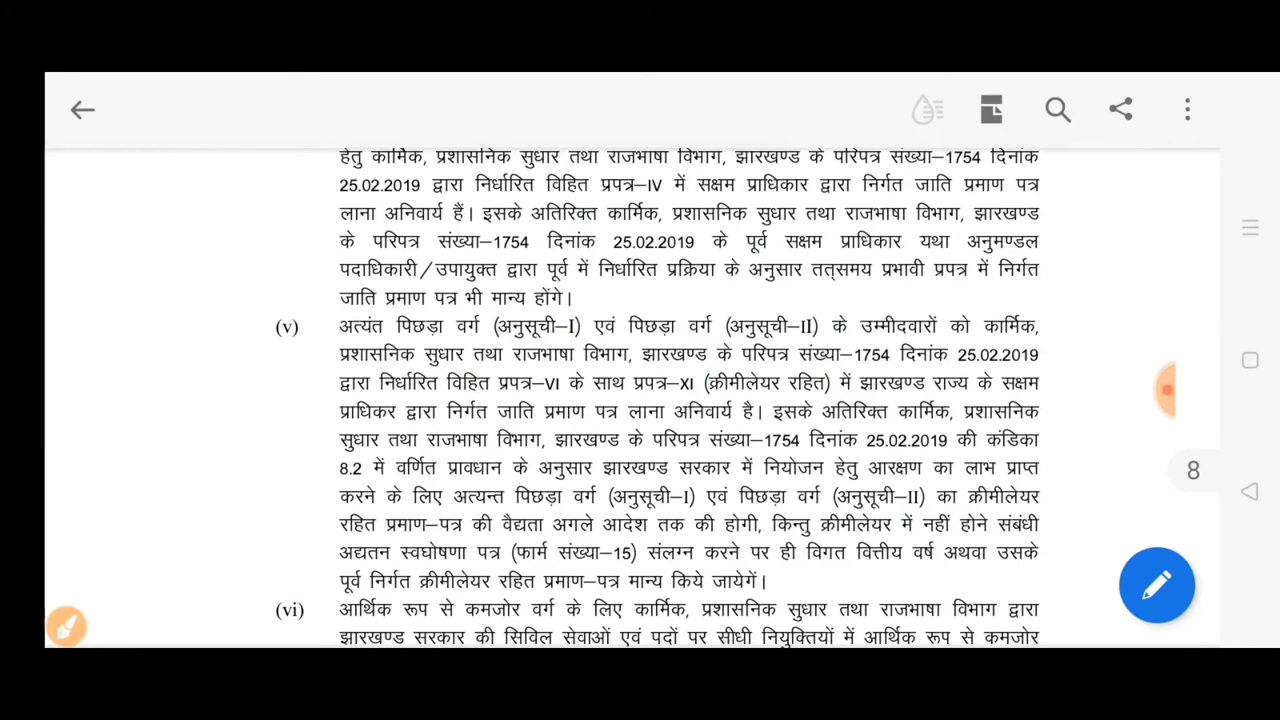 हेतु कार्मिक, प्रशासनिक सुधार तथा राजभाषा विभाग, झारखण्ड के परिपत्र संख्या–1754 दिनांक
25.02.2019 द्वारा निर्धारित विहित प्रपत्र–IV में सक्षम प्राधिकार द्वारा निर्गत जाति प्रमाण पत्र
लाना अनिवार्य हैं। इसके अतिरिक्त कार्मिक, प्रशासनिक सुधार तथा राजभाषा विभाग, झारखण्ड
के परिपत्र संख्या–1754 दिनांक 25.02.2019 के पूर्व सक्षम प्राधिकार यथा अनुमण्डल
पदाधिकारी/उपायुक्त द्वारा पूर्व में निर्धारित प्रक्रिया के अनुसार तत्समय प्रभावी प्रपत्र में निर्गत
जाति प्रमाण पत्र भी मान्य होंगे।
(v) अत्यंत पिछड़ा वर्ग (अनुसूची–I) एवं पिछड़ा वर्ग (अनुसूची–II) के उम्मीदवारों को कार्मिक,
प्रशासनिक सुधार तथा राजभाषा विभाग, झारखण्ड के परिपत्र संख्या–1754 दिनांक 25.02.2019
द्वारा निर्धारित विहित प्रपत्र–VI के साथ प्रपत्र–XI (क्रीमीलेयर रहित) में झारखण्ड राज्य के सक्षम
प्राधिकर द्वारा निर्गत जाति प्रमाण पत्र लाना अनिवार्य है। इसके अतिरिक्त कार्मिक, प्रशासनिक
सुधार तथा राजभाषा विभाग, झारखण्ड के परिपत्र संख्या–1754 दिनांक 25.02.2019 की कंडिका
8.2 में वर्णित प्रावधान के अनुसार झारखण्ड सरकार में नियोजन हेतु आरक्षण का लाभ प्राप्त
करने के लिए अत्यन्त पिछड़ा वर्ग (अनुसूची–I) एवं पिछड़ा वर्ग (अनुसूची–II) का क्रीमीलेयर
रहित प्रमाण–पत्र की वैद्यता अगले आदेश तक की होगी, किन्तु क्रीमीलेयर में नहीं होने संबंधी
अद्यतन स्वघोषणा पत्र (फार्म संख्या–15) संलग्न करने पर ही विगत वित्तीय वर्ष अथवा उसके
पूर्व निर्गत क्रीमीलेयर रहित प्रमाण–पत्र मान्य किये जायेगें।
(vi) आर्थिक रूप से कमजोर वर्ग के लिए कार्मिक, प्रशासनिक सुधार तथा राजभाषा विभाग द्वारा
झारखण्ड सरकार की सिविल सेवाओं एवं पदों पर सीधी नियुक्तियों में आर्थिक रूप से कमजोर
8